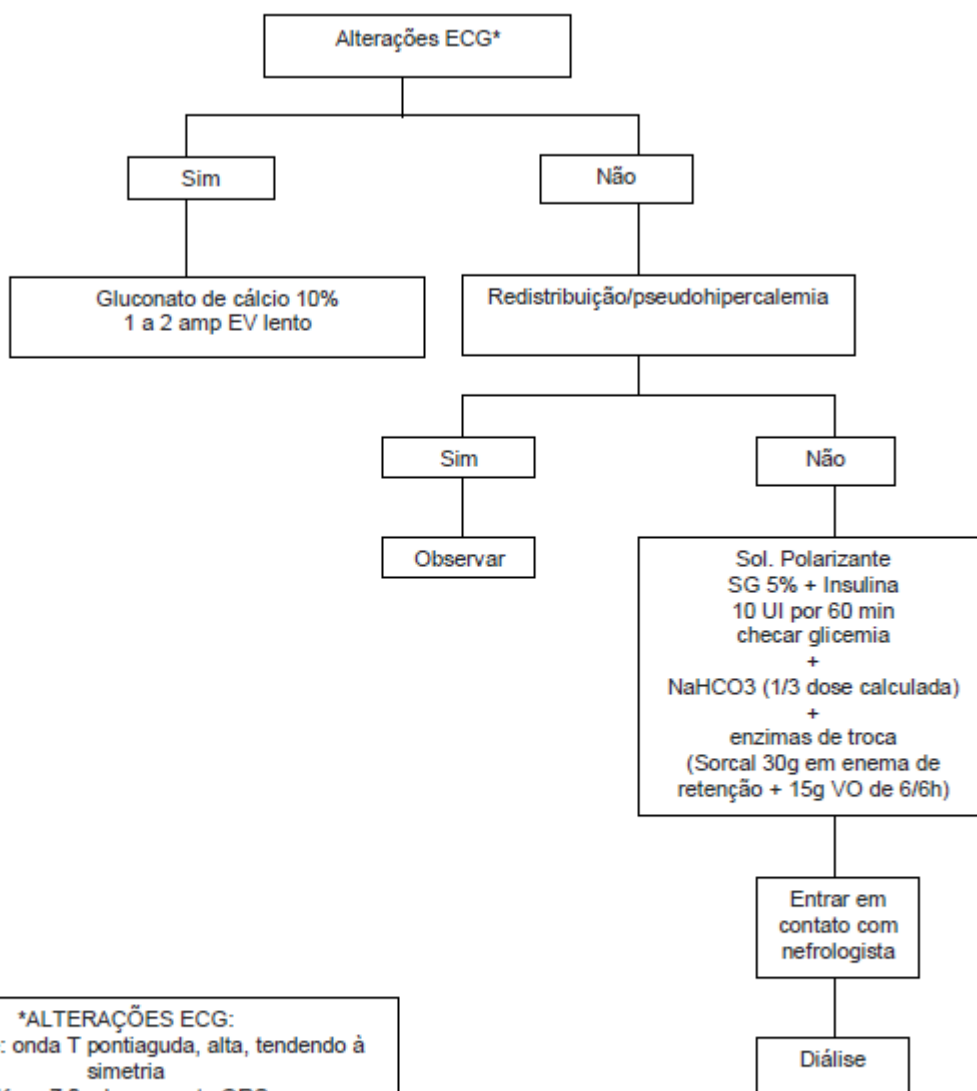 Alterações ECG*
Sim
Não
Gluconato de cálcio 10%
1 a 2 amp EV lento
Redistribuição/pseudohipercalemia
Sim
Não
Observar
Sol. Polarizante
SG 5% + Insulina
10 UI por 60 min
checar glicemia
+
NaHCO3 (1/3 dose calculada)
+
enzimas de troca
(Sorcal 30g em enema de
retenção + 15g VO de 6/6h)
Entrar em
contato com
nefrologista
Diálise
*ALTERAÇÕES ECG:
: onda T pontiaguda, alta, tendendo à
simetria